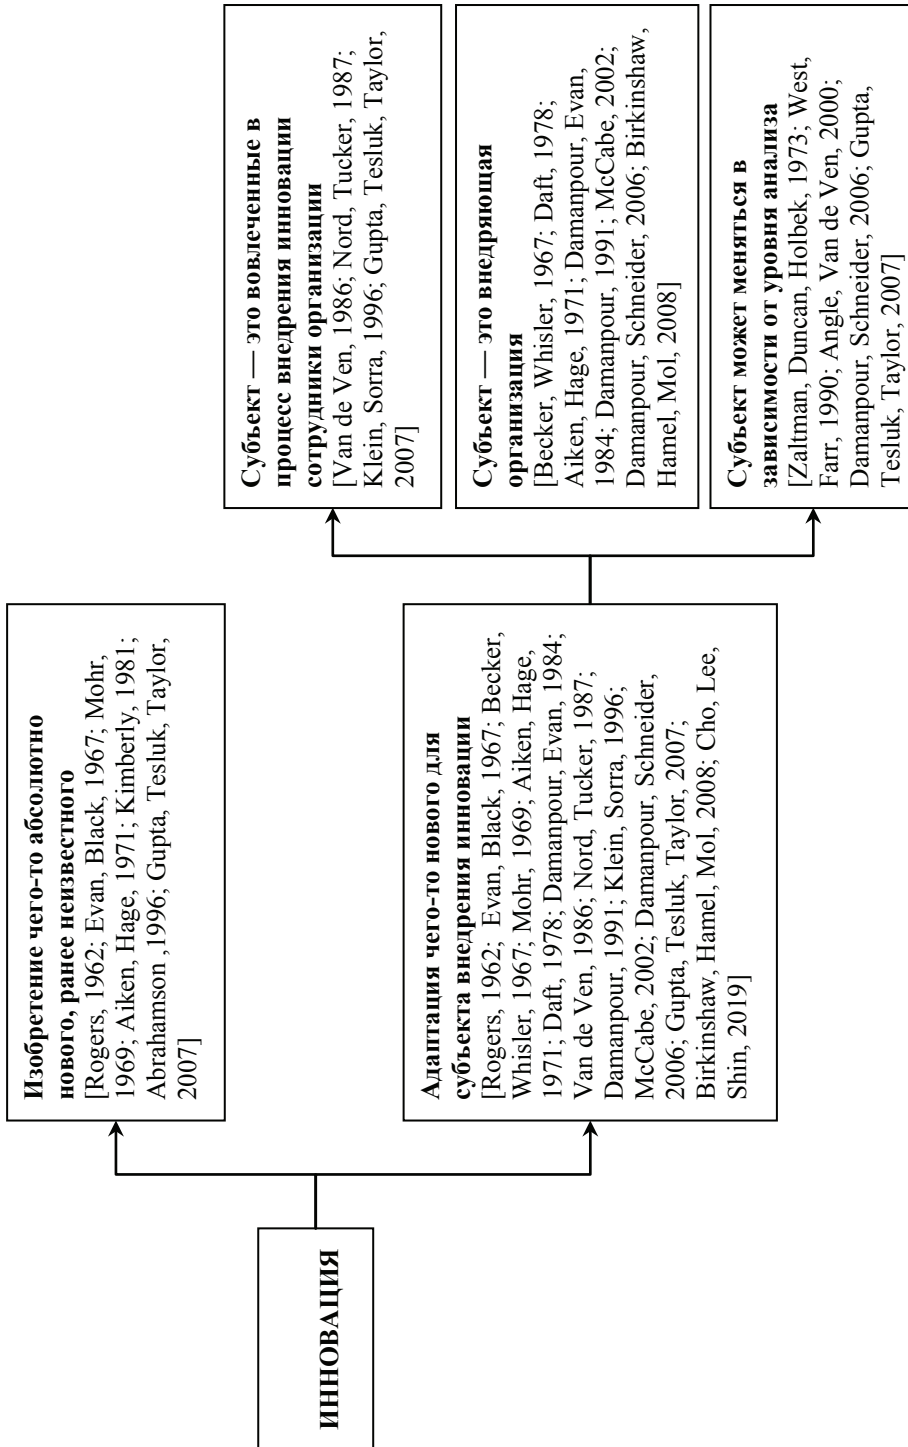 ИННОВАЦИЯ
Изобретение чего-то абсолютно
нового, ранее неизвестного
[Rogers, 1962; Evan, Black, 1967; Mohr,
1969; Aiken, Hage, 1971; Kimberly, 1981;
Abrahamson ,1996; Gupta, Tesluk, Taylor,
2007]
Адаптация чего-то нового для
субъекта внедрения инновации
[Rogers, 1962; Evan, Black, 1967; Becker,
Whisler, 1967; Mohr, 1969; Aiken, Hage,
1971; Daft, 1978; Damanpour, Evan, 1984;
Van de Ven, 1986; Nord, Tucker, 1987;
Damanpour, 1991; Klein, Sorra, 1996;
McCabe, 2002; Damanpour, Schneider,
2006; Gupta, Tesluk, Taylor, 2007;
Birkinshaw, Hamel, Mol, 2008; Cho, Lee,
Shin, 2019]
Субъект — это вовлеченные в
процесс внедрения инновации
сотрудники организации
[Van de Ven, 1986; Nord, Tucker, 1987;
Klein, Sorra, 1996; Gupta, Tesluk, Taylor,
2007]
Субъект — это внедряющая
организация
[Becker, Whisler, 1967; Daft, 1978;
Aiken, Hage, 1971; Damanpour, Evan,
1984; Damanpour, 1991; McCabe, 2002;
Damanpour, Schneider, 2006; Birkinshaw,
Hamel, Mol, 2008]
Субъект может меняться в
зависимости от уровня анализа
[Zaltman, Duncan, Holbek, 1973; West,
Farr, 1990; Angle, Van de Ven, 2000;
Damanpour, Schneider, 2006; Gupta,
Tesluk, Taylor, 2007]